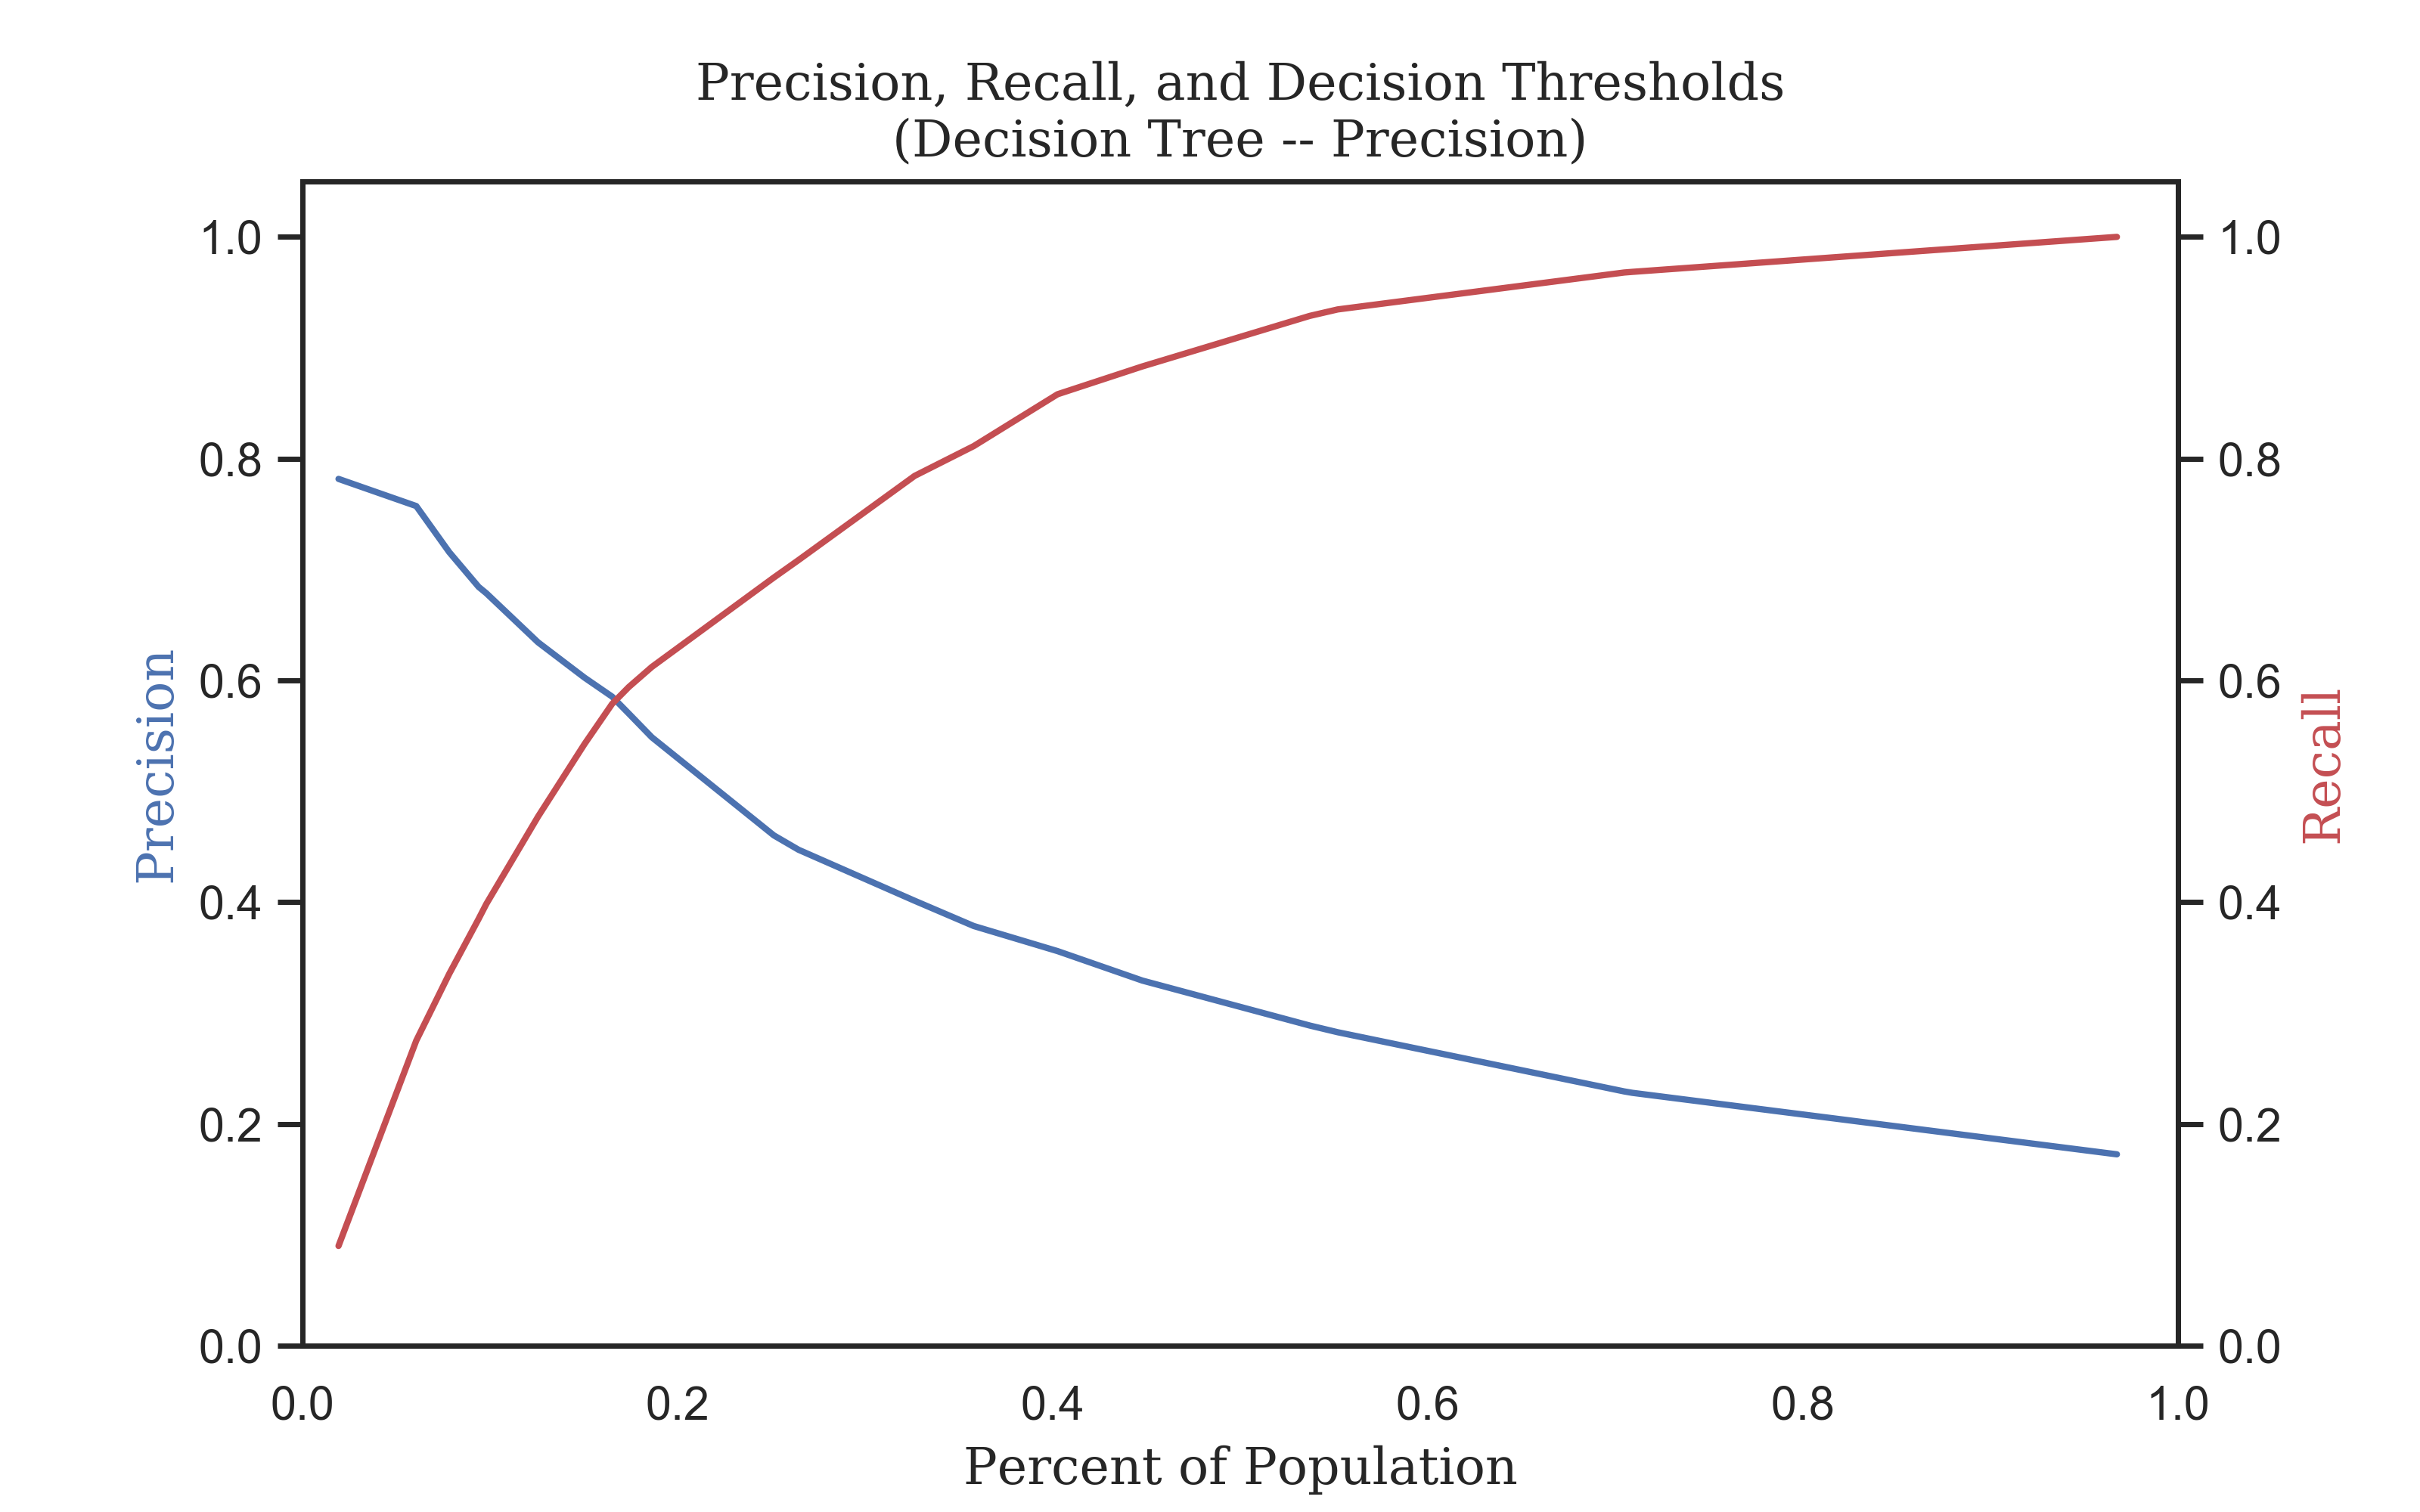 Precision, Recall, and Decision Thresholds
(Decision Tree -- Precision)
Precision
1.0
0.8
0.6
0.4
0.2
0.0
1.0
0.8
0.6
0.4
0.2
0.0
Recall
0.0 0.2 0.4 0.6 0.8 1.0
Percent of Population